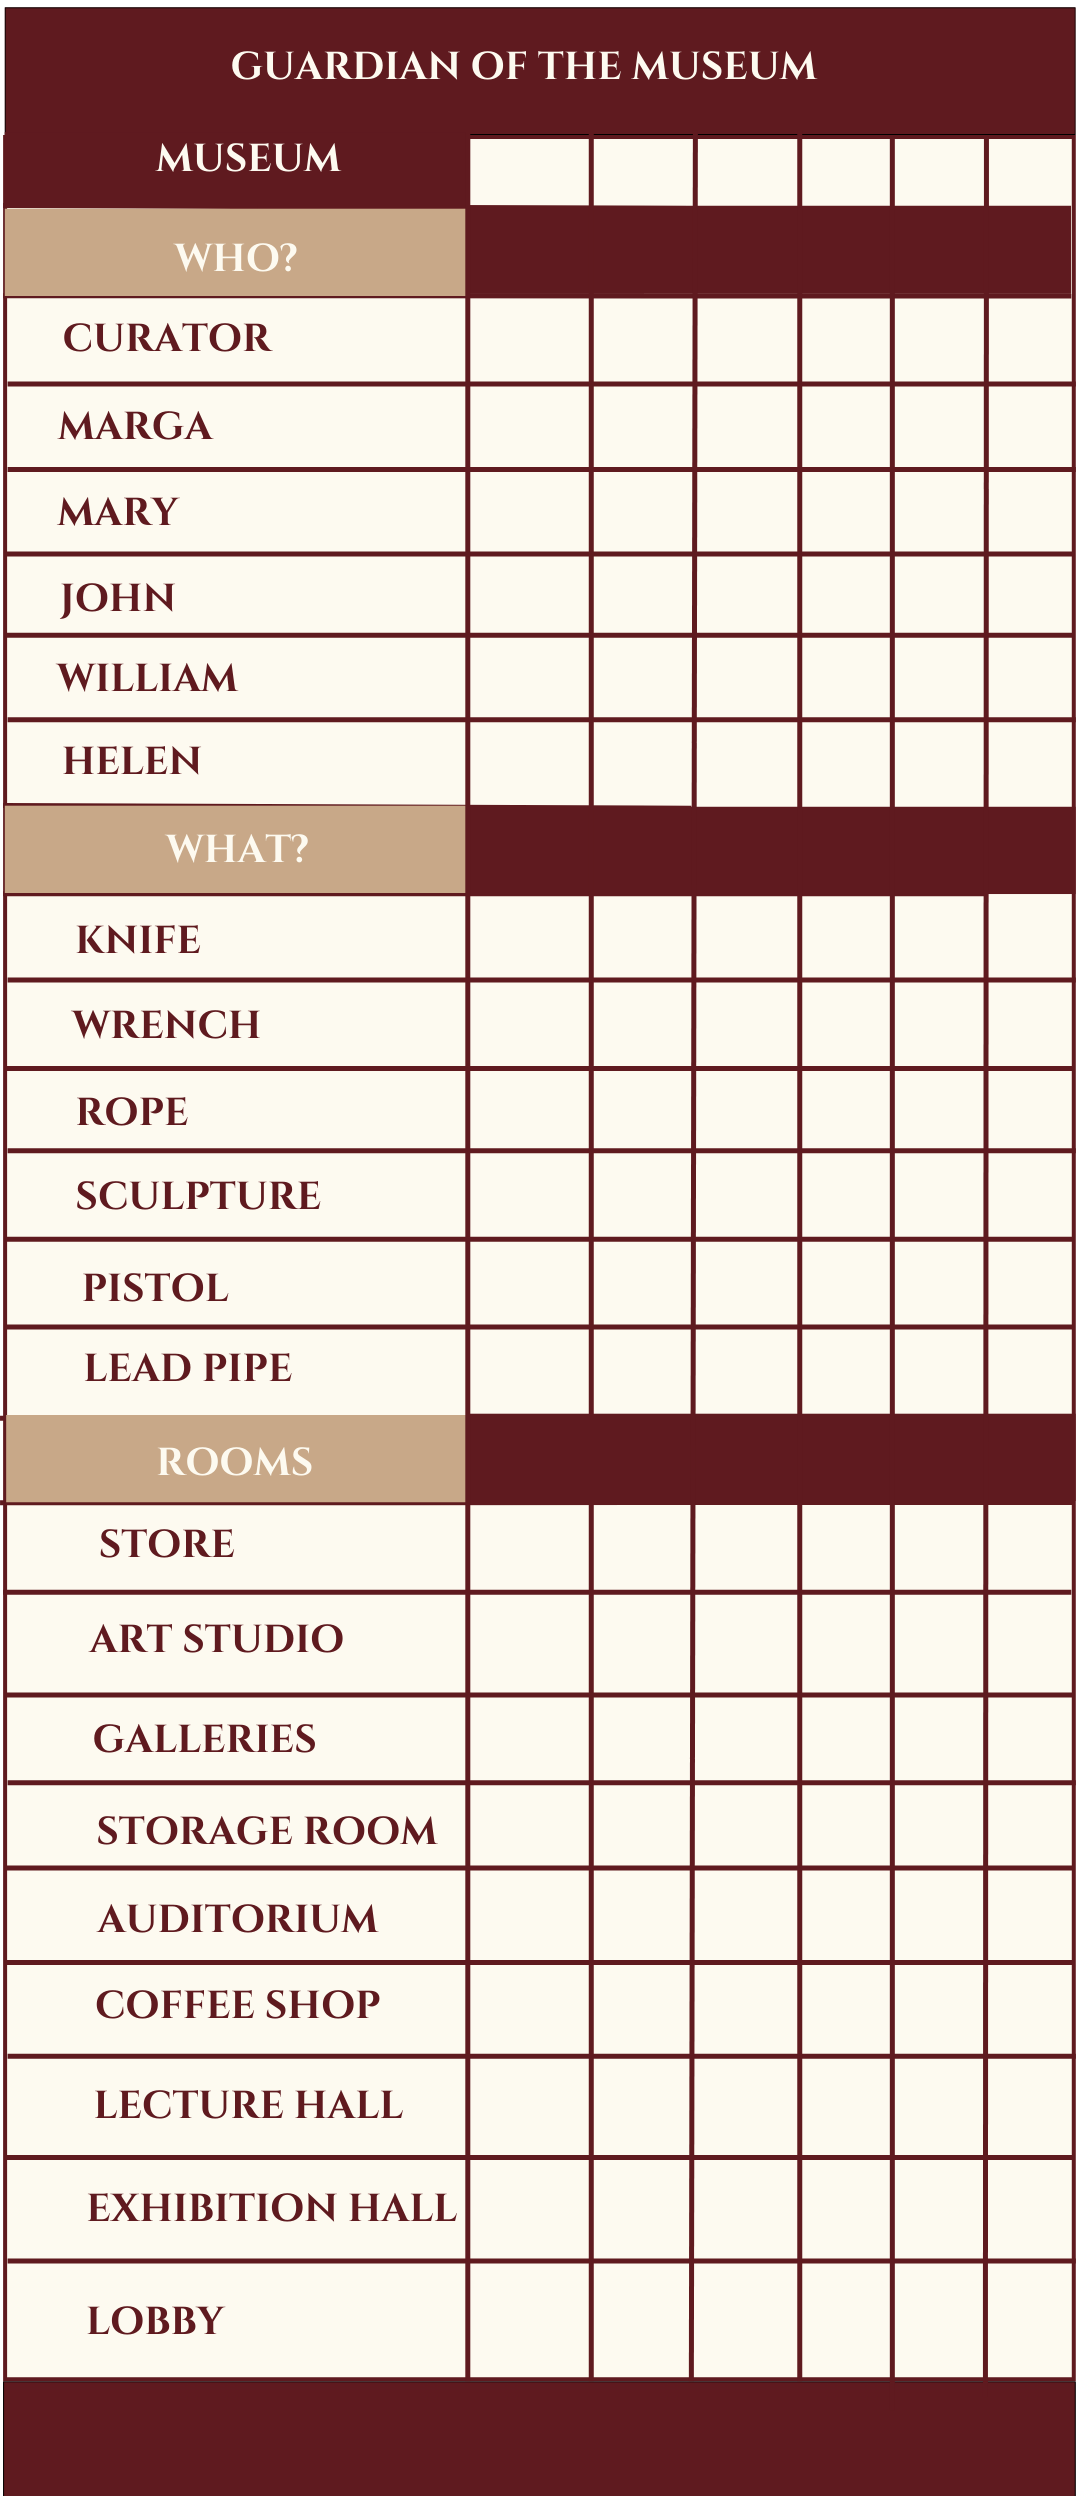 GUARDIAN OF THE MUSEUM
MUSEUM
WHO?
CURATOR
MARGA
MARY
JOHN
WILLIAM
HELEN
WHAT?
KNIFE
WRENCH
ROPE
SCULPTURE
PISTOL
LEAD PIPE
ROOMS
STORE
ART STUDIO
GALLERIES
STORAGE ROOM
AUDITORIUM
COFFEE SHOP
LECTURE HALL
EXHIBITION HALL
LOBBY